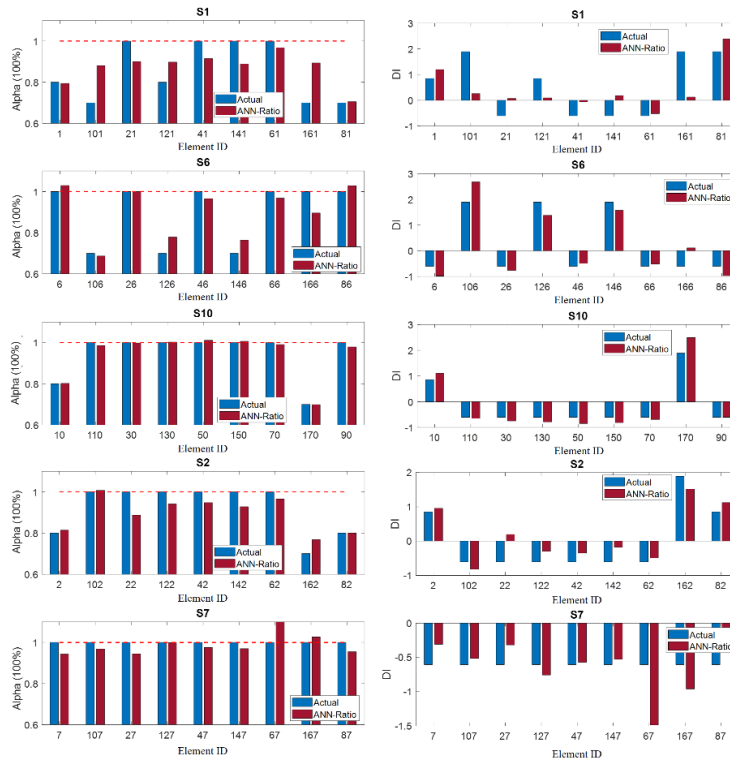 S1
Alpha (100%)
1
0.8
0.6
Actual
ANN-Ratio
1 101 21 121 41 141 61 161 81
Element ID
S1
DI
3
2
1
0
-1
Actual
ANN-Ratio
1 101 21 121 41 141 61 161 81
Element ID
S6
Alpha (100%)
1
0.8
0.6
Actual
ANN-Ratio
6 106 26 126 46 146 66 166 86
Element ID
S6
DI
3
2
1
0
-1
Actual
ANN-Ratio
6 106 26 126 46 146 66 166 86
Element ID
S10
Alpha (100%)
1
0.8
0.6
Actual
ANN-Ratio
10 110 30 130 50 150 70 170 90
Element ID
S10
DI
3
2
1
0
-1
Actual
ANN-Ratio
10 110 30 130 50 150 70 170 90
Element ID
S2
Alpha (100%)
1
0.8
0.6
Actual
ANN-Ratio
2 102 22 122 42 142 62 162 82
Element ID
S2
DI
2
1
0
-1
Actual
ANN-Ratio
2 102 22 122 42 142 62 162 82
Element ID
S7
Alpha (100%)
1
0.8
0.6
Actual
ANN-Ratio
7 107 27 127 47 147 67 167 87
Element ID
S7
DI
0
-0.5
-1
-1.5
Actual
ANN-Ratio
7 107 27 127 47 147 67 167 87
Element ID